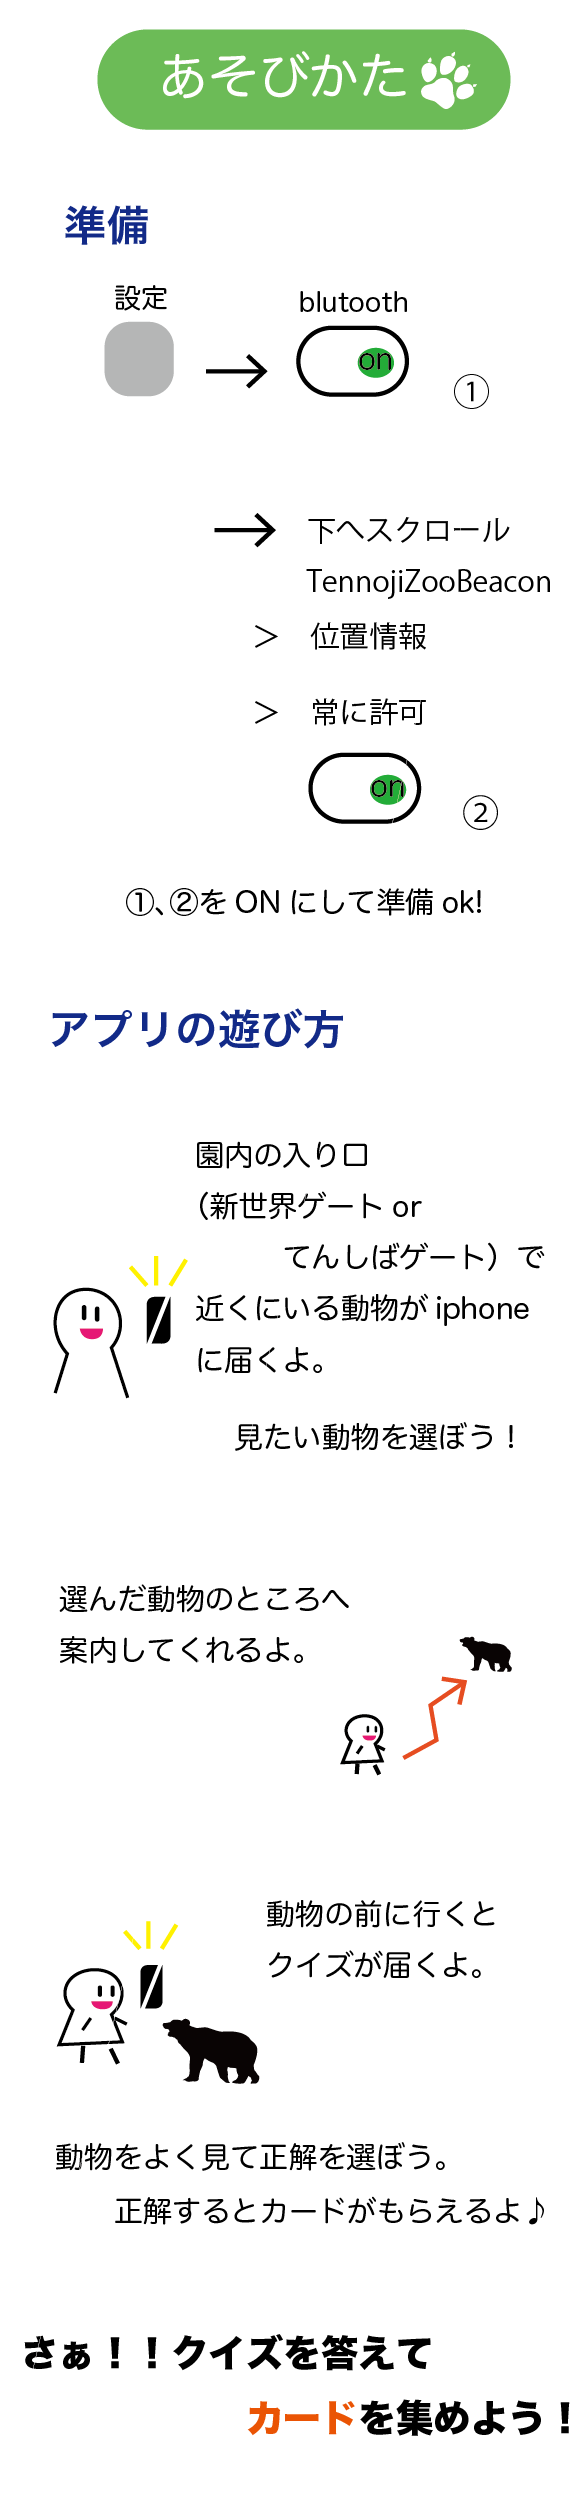 あそびかた
準備
設定
blutooth
on
①
下へスクロール
TennojiZooBeacon
＞ 位置情報
＞ 常に許可
on
②
①、②を ON にして準備 ok!
アプリの遊び方
園内の入り口
（新世界ゲート or
てんしばゲート）で
近くにいる動物が iphone
に届くよ。
見たい動物を選ぼう！
選んだ動物のところへ
案内してくれるよ。
動物の前に行くと
クイズが届くよ。
動物をよく見て正解を選ぼう。
正解するとカードがもらえるよ♪
さぁ！！クイズを答えて
カードを集めよう！